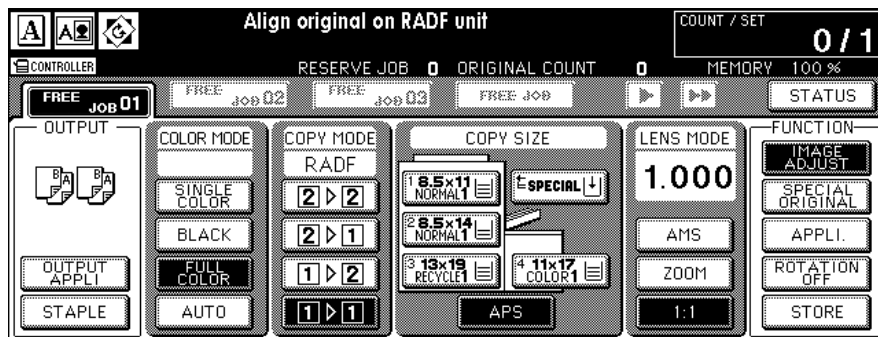 A A Align original on RADF unit COUNT / SET
0 / 1
CONTROLLER RESERVE JOB 0 ORIGINAL COUNT 0 MEMORY 100 %
FREE JOB 01 FREE JOB 02 FREE JOB 03 FREE JOB STATUS
OUTPUT
B A E B A E
OUTPUT APPLI
STAPLE
COLOR MODE
SINGLE COLOR
BLACK
FULL COLOR
AUTO
COPY MODE
RADF
2 ▷ 2
2 ▷ 1
1 ▷ 2
1 ▷ 1
COPY SIZE
1 8.5x11 NORMAL1
SPECIAL
2 8.5x14 NORMAL1
3 13x19 RECYCLE1
4 11x17 COLOR1
APS
LENS MODE
1.000
AMS
ZOOM
1:1
FUNCTION
IMAGE ADJUST
SPECIAL ORIGINAL
APPLI.
ROTATION OFF
STORE